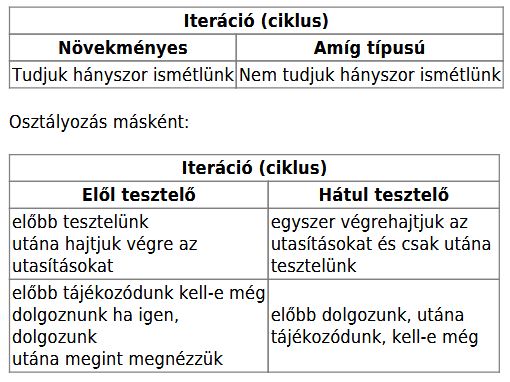 Iteráció (ciklus)
Növekményes Amíg típusú
Tudjuk hányszor ismétlünk Nem tudjuk hányszor ismétlünk
Osztályozás másként:
Iteráció (ciklus)
Elől tesztelő Hátul tesztelő
előbb tesztelünk
utána hajtjuk végre az
utasításokat
egyszer végrehajtjuk az
utasításokat és csak utána
tesztelünk
előbb tájékozódunk kell-e még
dolgoznunk ha igen,
dolgozunk
utána megint megnézzük
előbb dolgozunk, utána
tájékozódunk, kell-e még